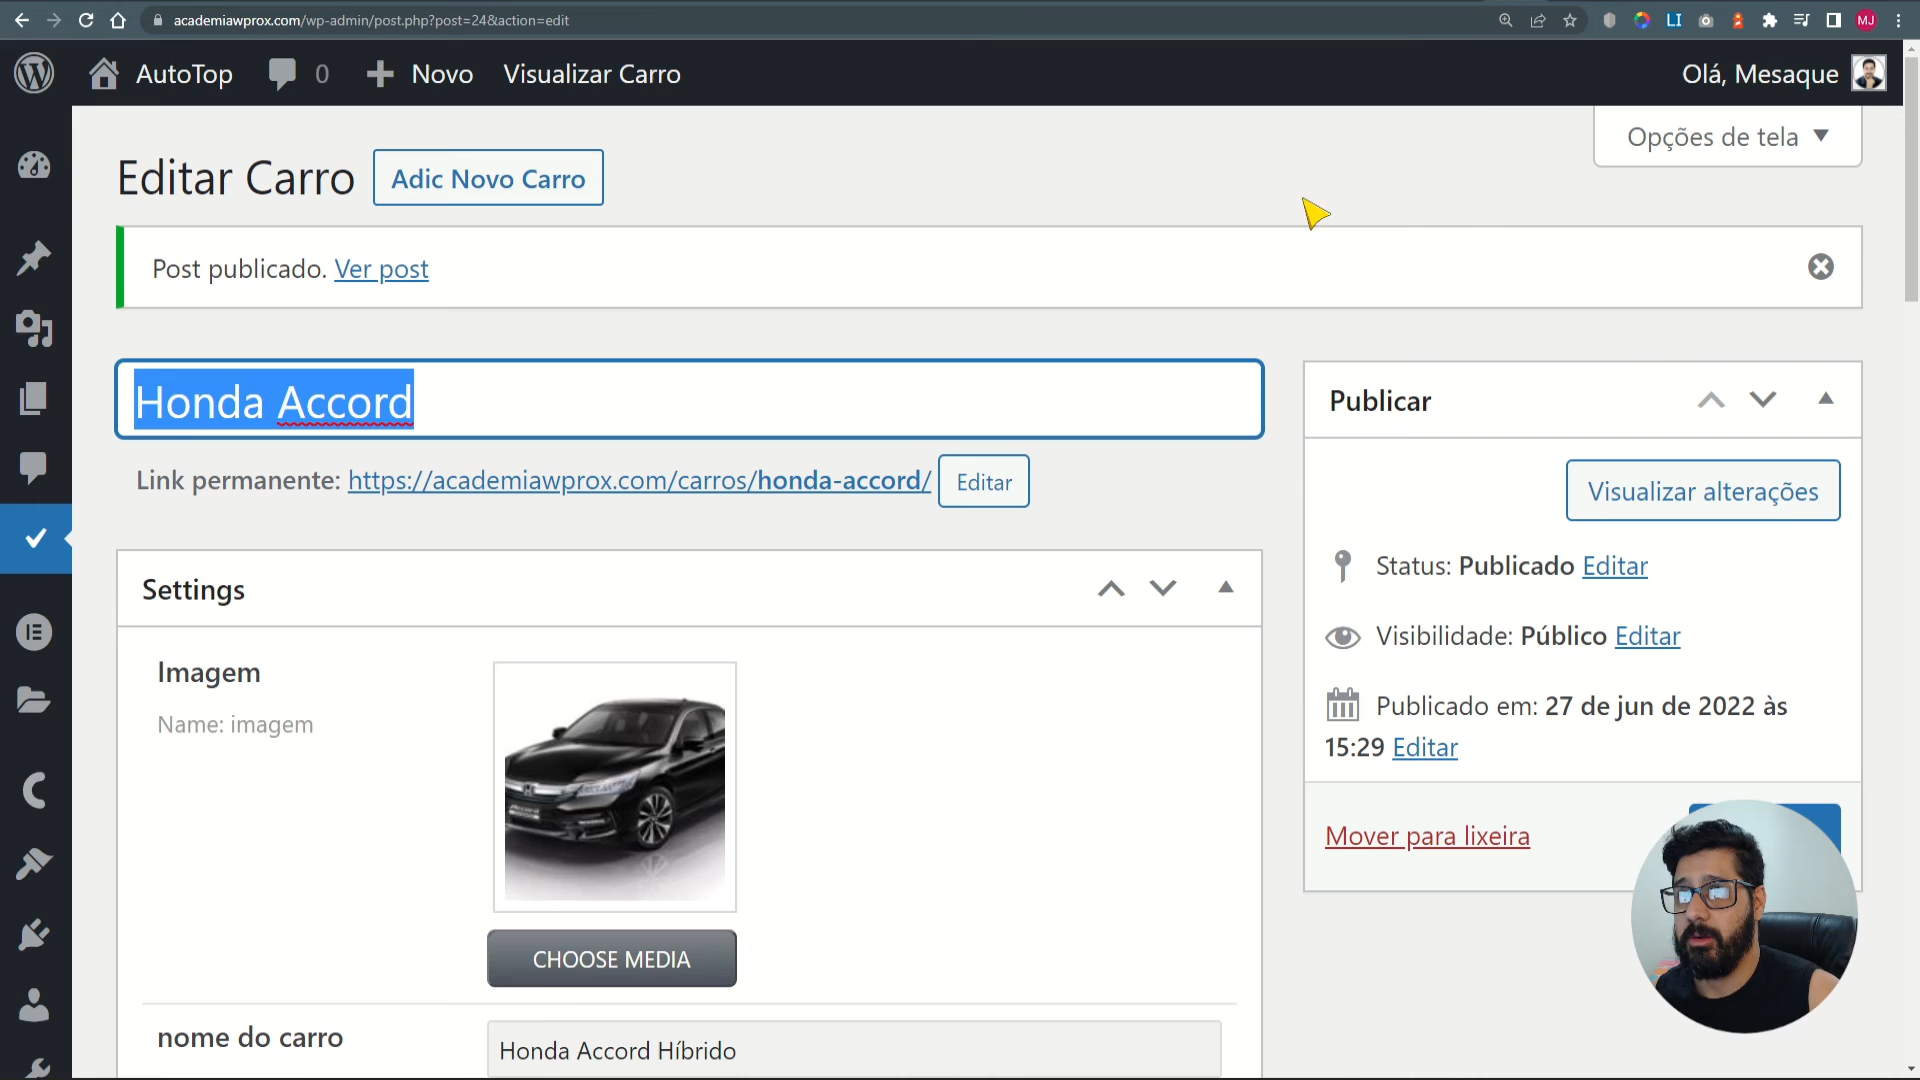 academiawprox.com/wp-admin/post.php?post=24&action=edit
LI
MJ
AutoTop
0
Novo
Visualizar Carro
Olá, Mesaque
Opções de tela
Editar Carro
Adic Novo Carro
Post publicado. Ver post
Honda Accord
Link permanente: https://academiawprox.com/carros/honda-accord/
Editar
Publicar
Visualizar alterações
Status: Publicado Editar
Visibilidade: Público Editar
Publicado em: 27 de jun de 2022 às
15:29 Editar
Mover para lixeira
Settings
Imagem
Name: imagem
CHOOSE MEDIA
nome do carro
Honda Accord Híbrido